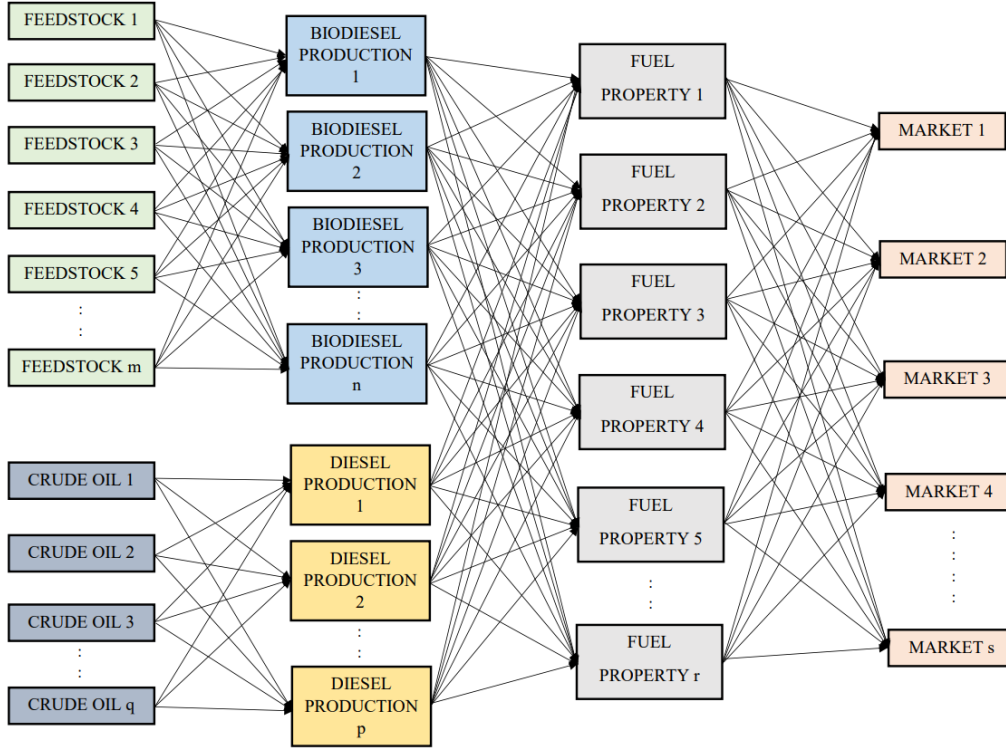 FEEDSTOCK 1
FEEDSTOCK 2
FEEDSTOCK 3
FEEDSTOCK 4
FEEDSTOCK 5
:
:
FEEDSTOCK m
CRUDE OIL 1
CRUDE OIL 2
CRUDE OIL 3
:
:
CRUDE OIL q
BIODIESEL
PRODUCTION
1
BIODIESEL
PRODUCTION
2
BIODIESEL
PRODUCTION
3
:
:
BIODIESEL
PRODUCTION
n
DIESEL
PRODUCTION
1
DIESEL
PRODUCTION
2
:
:
DIESEL
PRODUCTION
p
FUEL
PROPERTY 1
FUEL
PROPERTY 2
FUEL
PROPERTY 3
FUEL
PROPERTY 4
FUEL
PROPERTY 5
:
:
FUEL
PROPERTY r
MARKET 1
MARKET 2
MARKET 3
MARKET 4
:
:
:
MARKET s